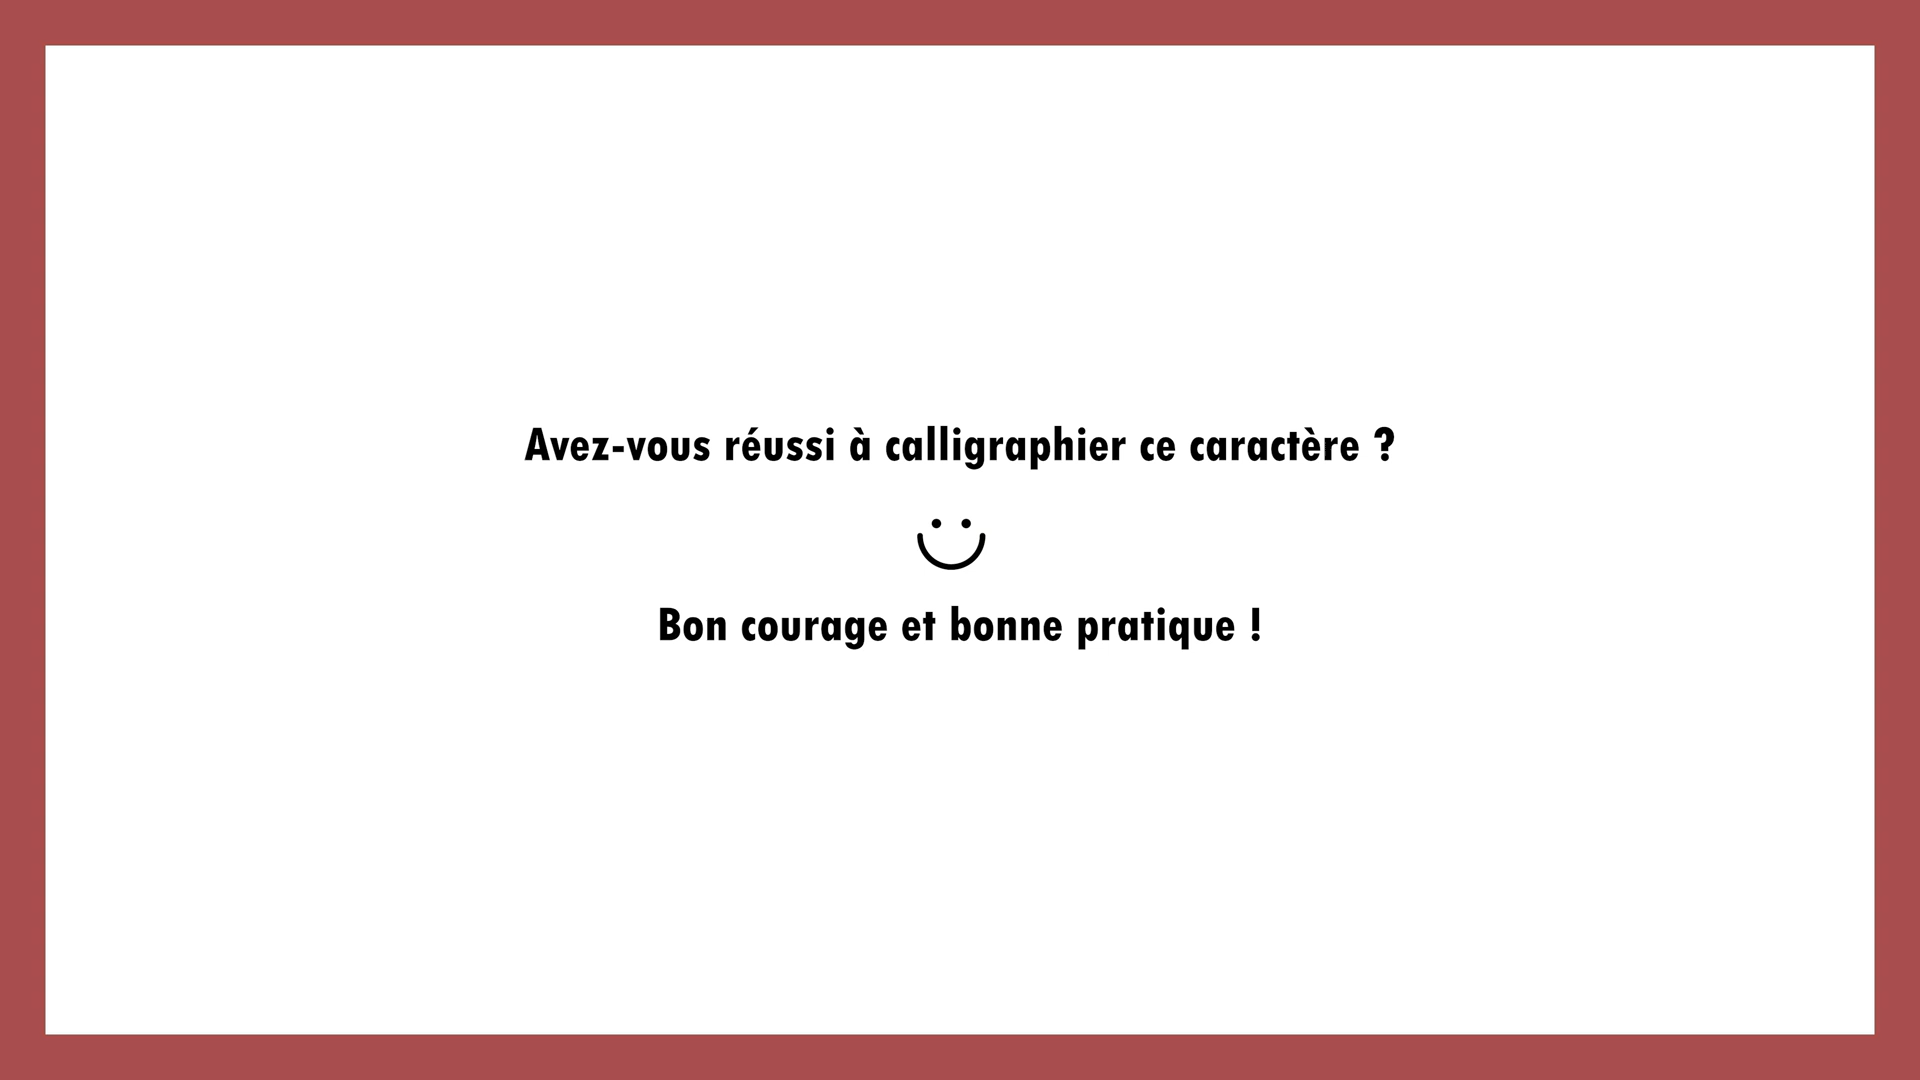 Avez-vous réussi à calligraphier ce caractère ?
Bon courage et bonne pratique !